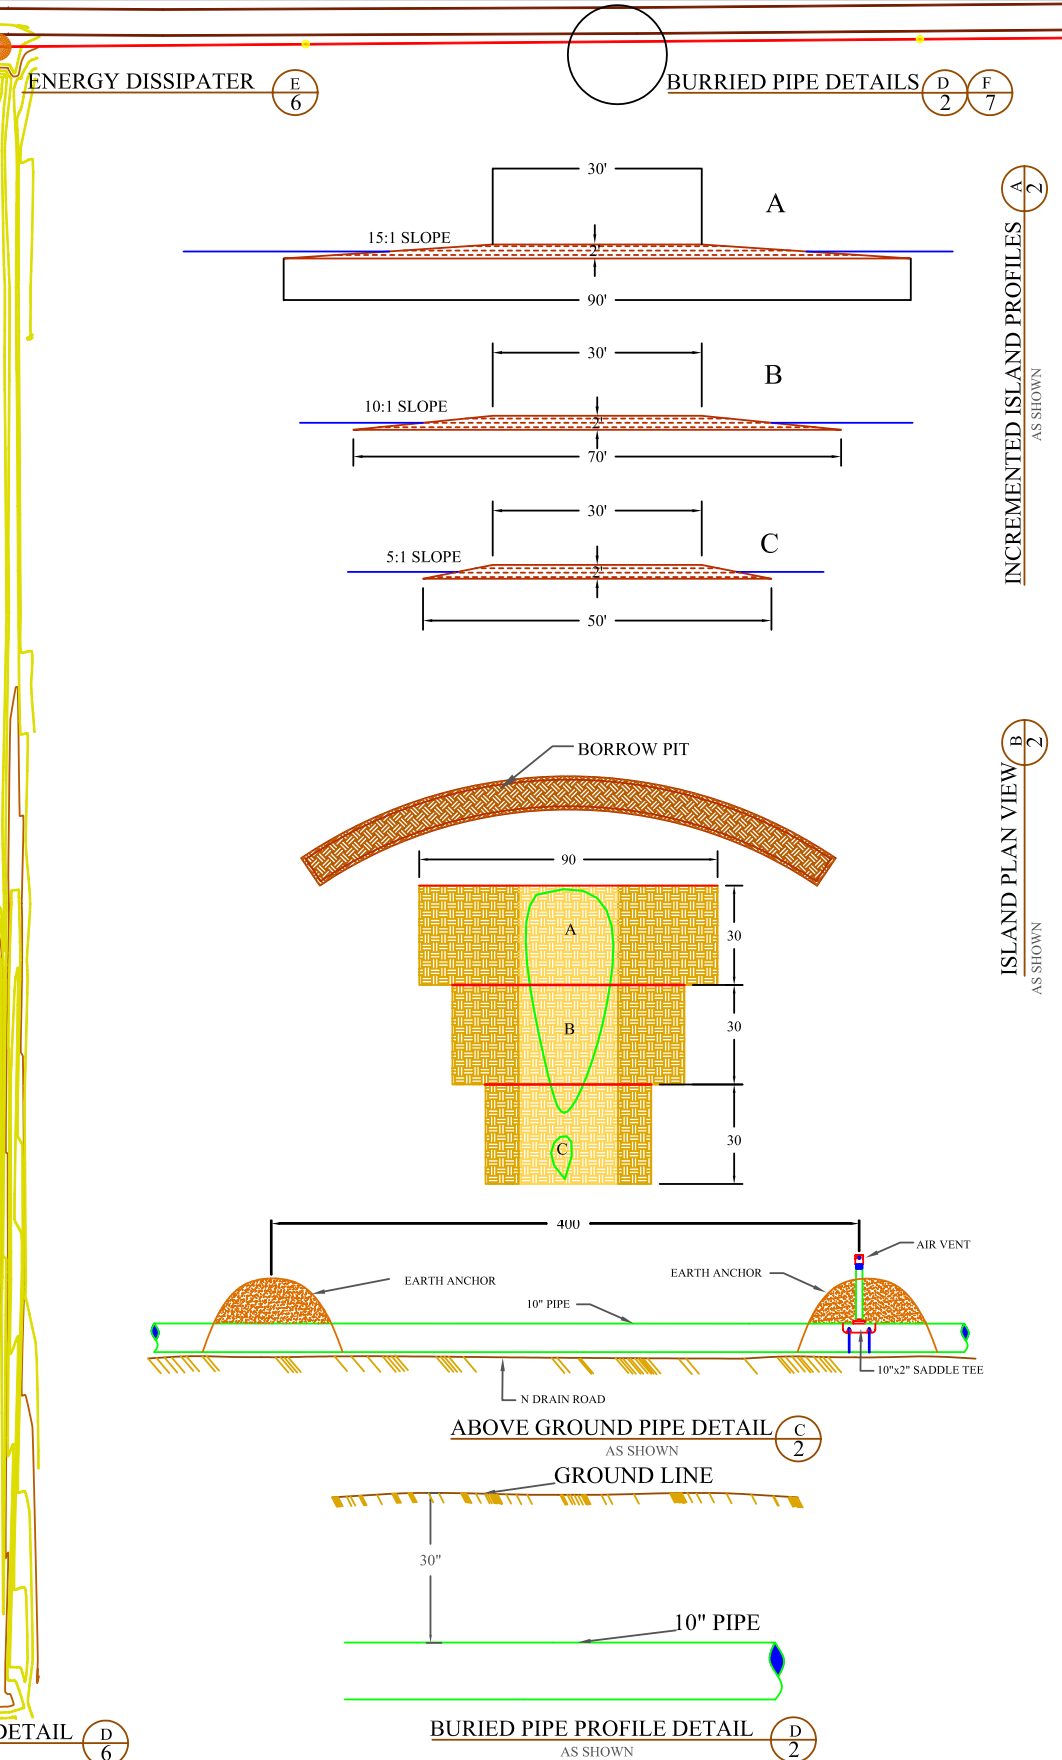 ENERGY DISSIPATER
E
6
BURRIED PIPE DETAILS
D
2
F
7
30'
A
15:1 SLOPE
2'
90'
A
2
INCREMENTED ISLAND PROFILES
AS SHOWN
30'
B
10:1 SLOPE
2'
70'
30'
C
5:1 SLOPE
2'
50'
B
2
ISLAND PLAN VIEW
AS SHOWN
BORROW PIT
90
A
30
B
30
C
30
400
AIR VENT
EARTH ANCHOR
EARTH ANCHOR
10" PIPE
10"x2" SADDLE TEE
N DRAIN ROAD
ABOVE GROUND PIPE DETAIL
C
2
AS SHOWN
GROUND LINE
30"
10" PIPE
DETAIL
D
6
BURIED PIPE PROFILE DETAIL
D
2
AS SHOWN